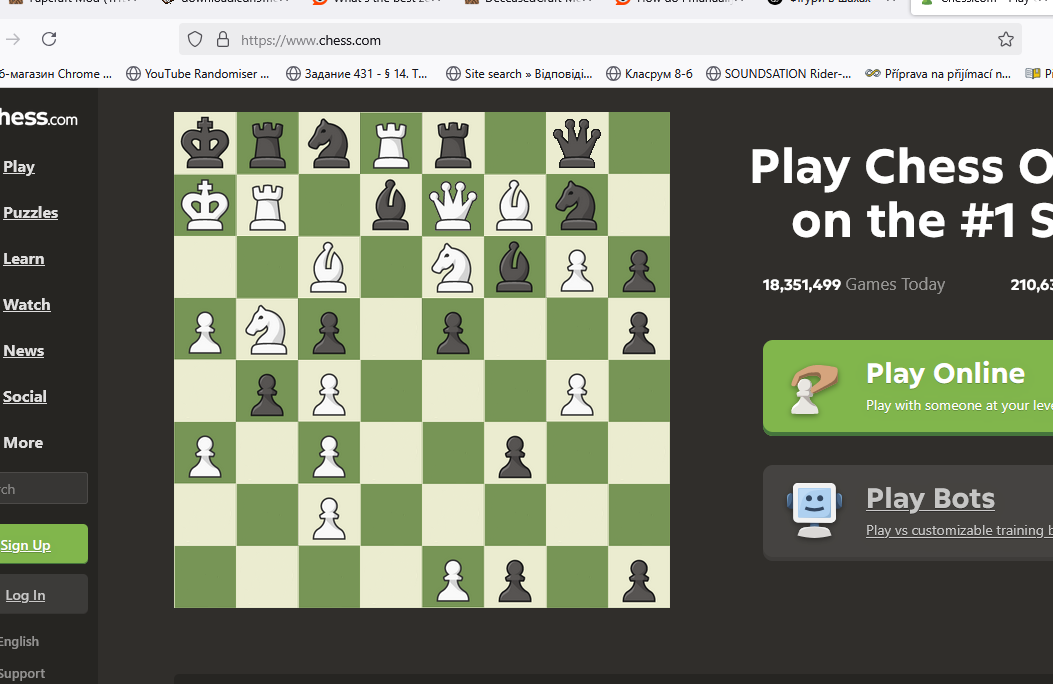 https://www.chess.com
б-магазин Chrome ...
YouTube Randomiser ...
Задание 431 - § 14. Т...
Site search » Відповіді...
Класрум 8-б
SOUNDSATION Rider-...
Příprava na přijímací n...
hess.com
Play
Puzzles
Learn
Watch
News
Social
More
rch
Sign Up
Log In
English
Support
Play Chess O
on the #1 S
18,351,499 Games Today
210,63
Play Online
Play with someone at your leve
Play Bots
Play vs customizable training b